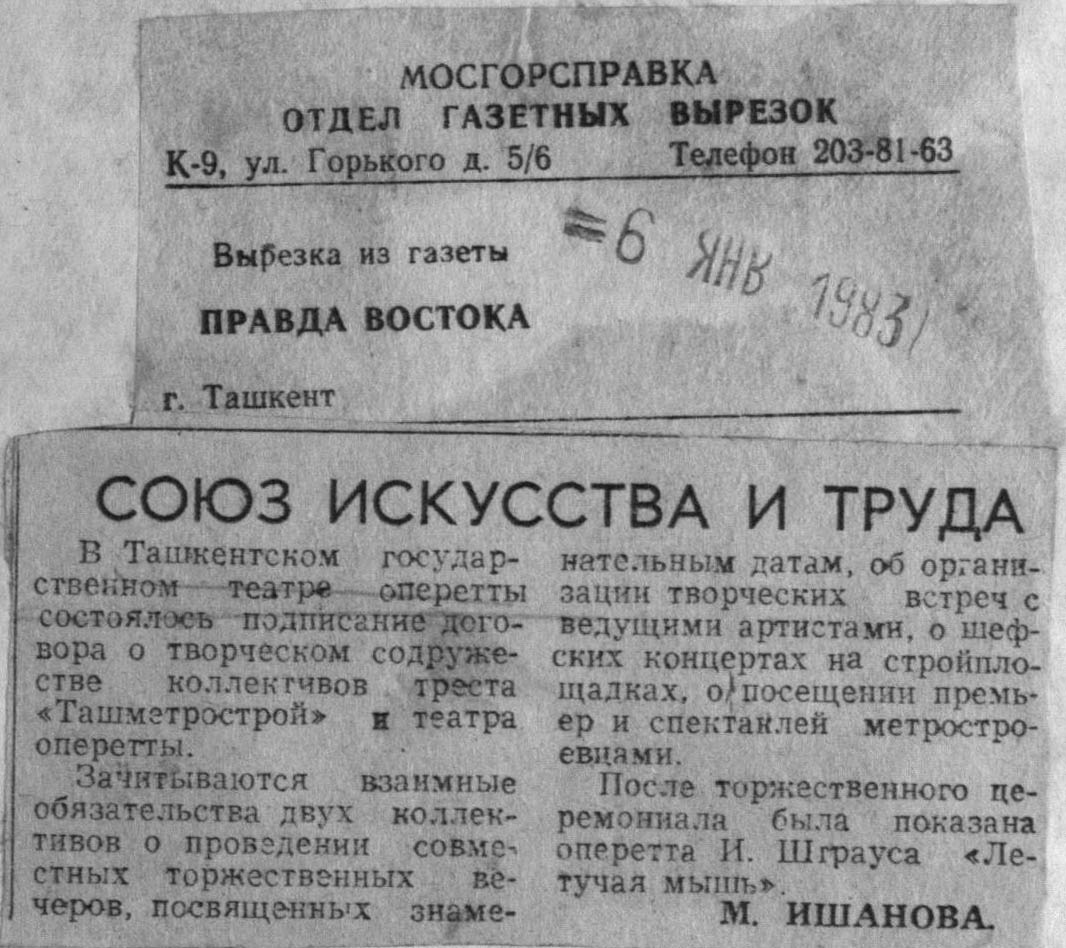 МОСГОРСПРАВКА
ОТДЕЛ ГАЗЕТНЫХ ВЫРЕЗОК
К-9, ул. Горького д. 5/6 Телефон 203-81-63
=6 ЯНВ 1983
Вырезка из газеты
ПРАВДА ВОСТОКА
г. Ташкент
СОЮЗ ИСКУССТВА И ТРУДА
В Ташкентском государ-
ственном театре оперетты
состоялось подписание дого-
вора о творческом содруже-
стве коллективов треста
«Ташметрострой» и театра
оперетты.
Зачитываются взаимные
обязательства двух коллек-
тивов о проведении совме-
стных торжественных ве-
черов, посвященных знаме-
нательным датам, об органи-
зации творческих встреч с
ведущими артистами, о шеф-
ских концертах на стройпло-
щадках, о посещении премь-
ер и спектаклей метростро-
евцами.
После торжественного це-
ремониала была показана
оперетта И. Штрауса «Ле-
тучая мышь».
М. ИШАНОВА.